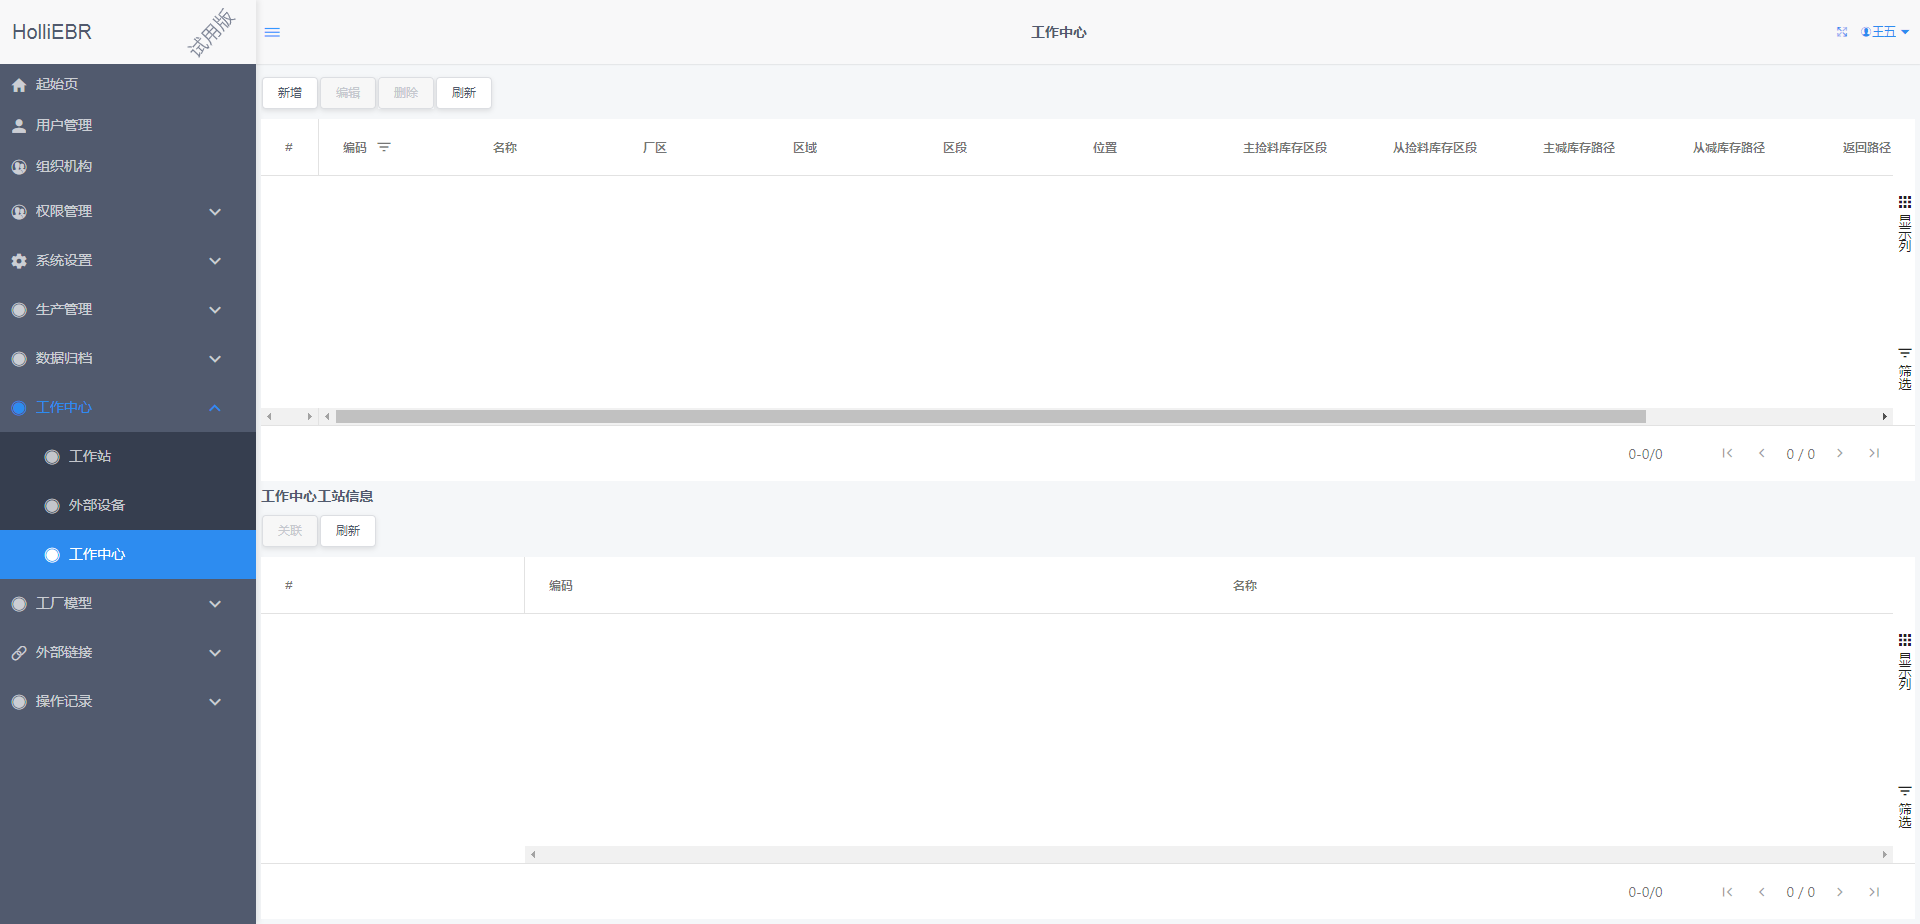 HolliEBR 试用版
工作中心
王五
起始页
用户管理
组织机构
权限管理
系统设置
生产管理
数据归档
工作中心
工作站
外部设备
工作中心
工厂模型
外部链接
操作记录
新增 编辑 删除 刷新
# 编码 名称 厂区 区域 区段 位置 主捡料库存区段 从捡料库存区段 主减库存路径 从减库存路径 返回路径
显示列
筛选
0-0/0 0 / 0
工作中心工站信息
关联 刷新
# 编码 名称
显示列
筛选
0-0/0 0 / 0